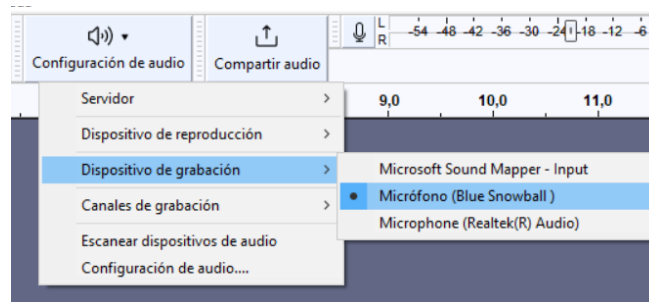 L
R
-54 -48 -42 -36 -30 -24 -18 -12 -6
Configuración de audio
Compartir audio
9,0 10,0 11,0
Servidor
Dispositivo de reproducción
Dispositivo de grabación
Canales de grabación
Escanear dispositivos de audio
Configuración de audio....
Microsoft Sound Mapper - Input
Micrófono (Blue Snowball )
Microphone (Realtek(R) Audio)